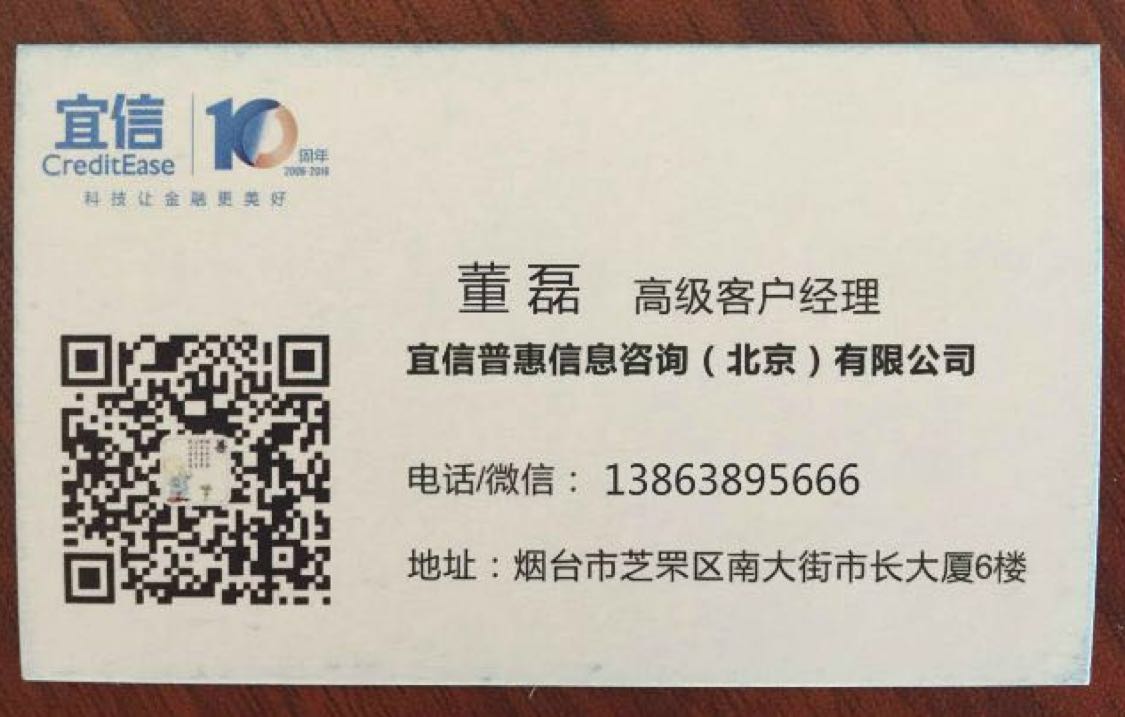 宜信
CreditEase
10
周年
2006-2016
科技让金融更美好
董磊 高级客户经理
宜信普惠信息咨询（北京）有限公司
电话/微信：13863895666
地址：烟台市芝罘区南大街市长大厦6楼